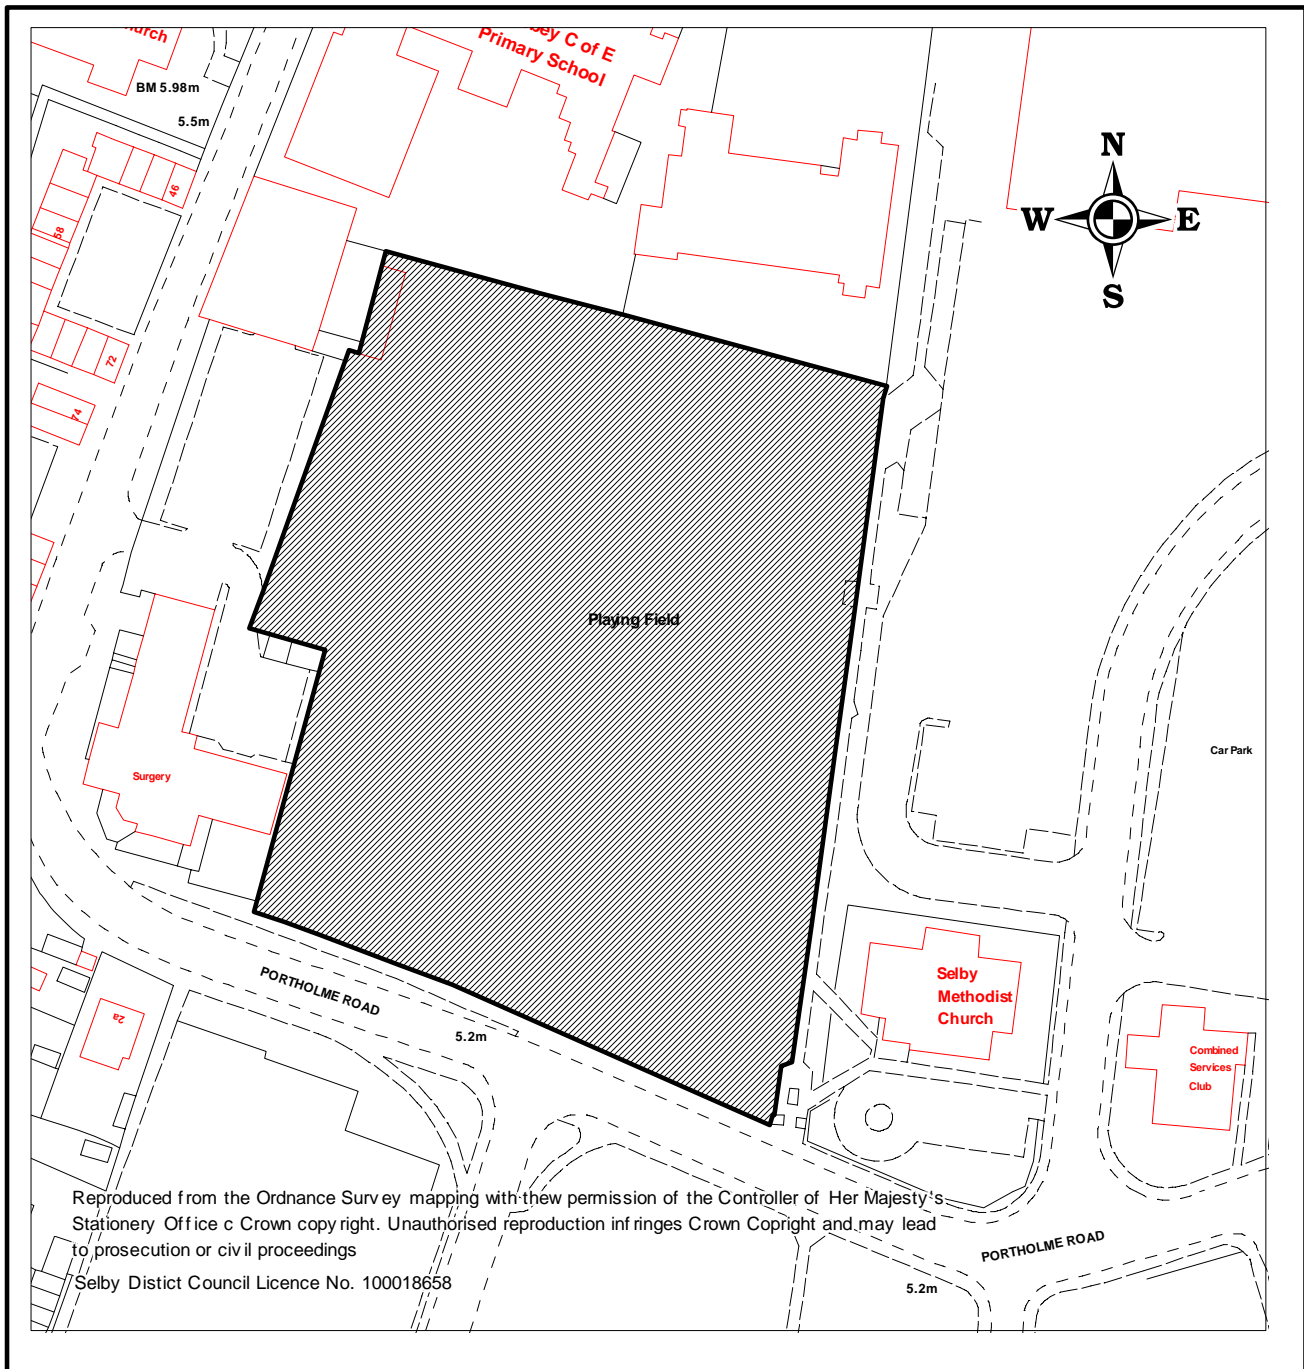 hurch
bey C of E
Primary School
BM 5.98m
5.5m
46
58
72
74
N
W E
S
Playing Field
Car Park
Surgery
PORTHOLME ROAD
5.2m
2a
Selby
Methodist
Church
Combined
Services
Club
Reproduced from the Ordnance Survey mapping with thew permission of the Controller of Her Majesty's
Stationery Office c Crown copyright. Unauthorised reproduction infringes Crown Copright and may lead
to prosecution or civil proceedings
Selby Distict Council Licence No. 100018658
PORTHOLME ROAD
5.2m